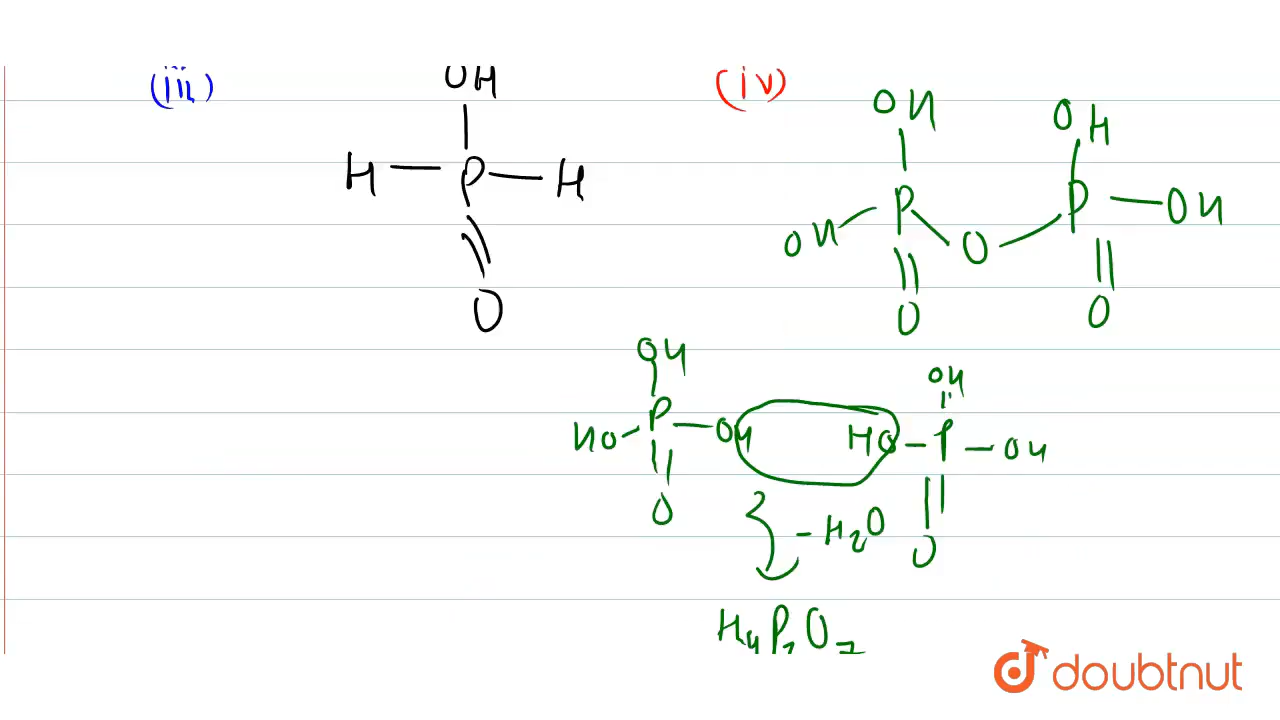 (iii)
OH
H - P - H
O
(iv)
OH OH
OH P O P OH
O O
OH
HO - P - OH
O
OH
HO - P - OH
O
- H2O
H4P2O7
doubtnut